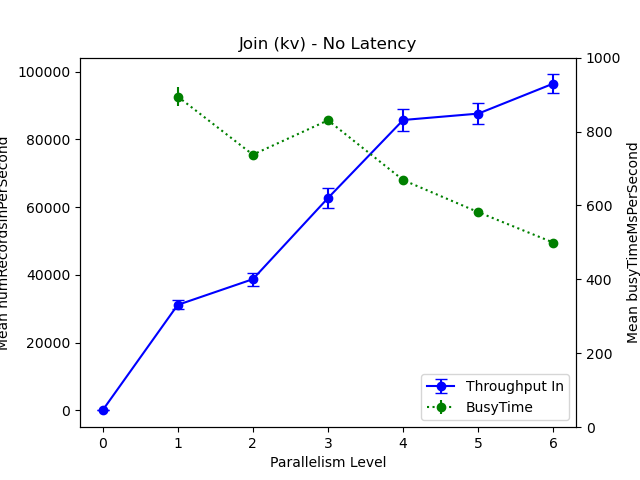 Join (kv) - No Latency
100000
80000
60000
40000
20000
0
Mean numRecordsInPerSecond
0 1 2 3 4 5 6
Parallelism Level
1000
800
600
400
200
0
Mean busyTimeMsPerSecond
Throughput In
BusyTime